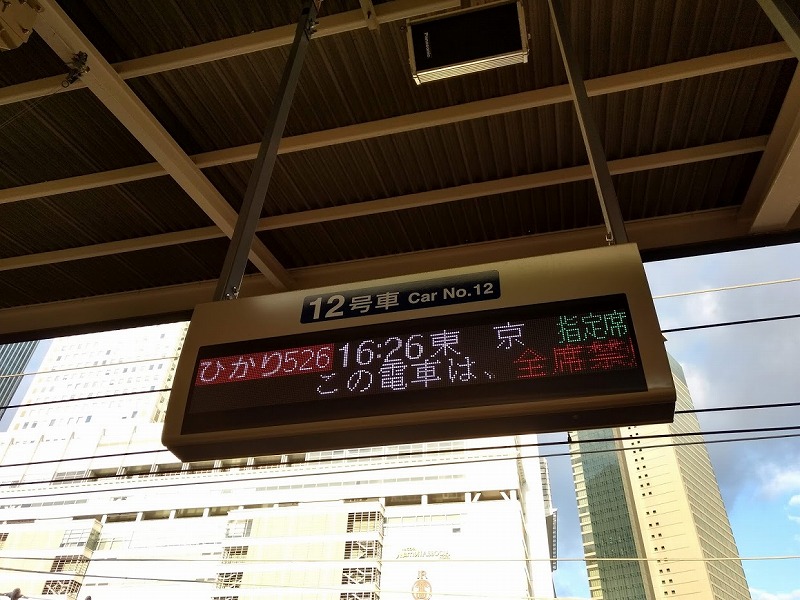 Panasonic
12号車 Car No.12
ひかり526 16:26 東 京 指定席
この電車は、全席禁